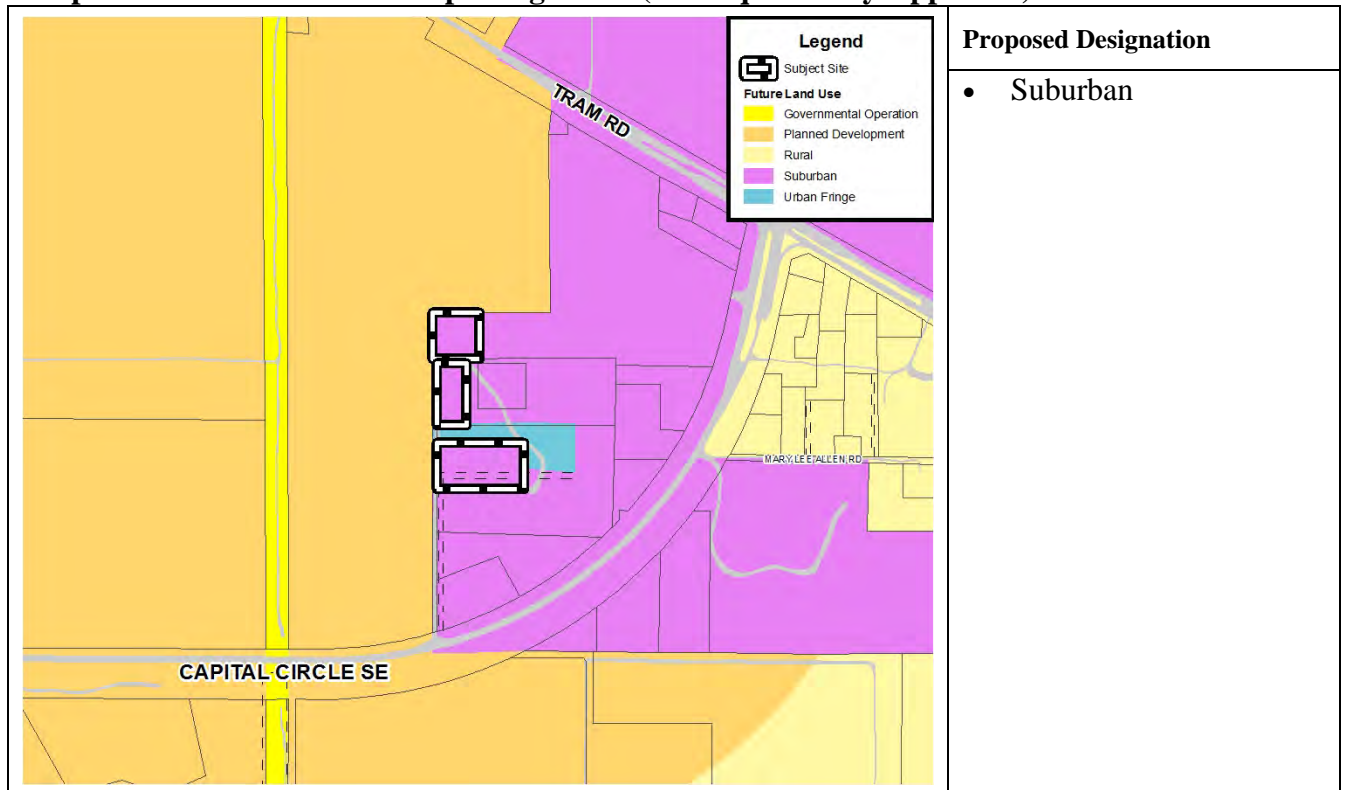 Legend
Subject Site
Future Land Use
Governmental Operation
Planned Development
Rural
Suburban
Urban Fringe
TRAM RD
MARY LEE ALLEN RD
CAPITAL CIRCLE SE
Proposed Designation
• Suburban